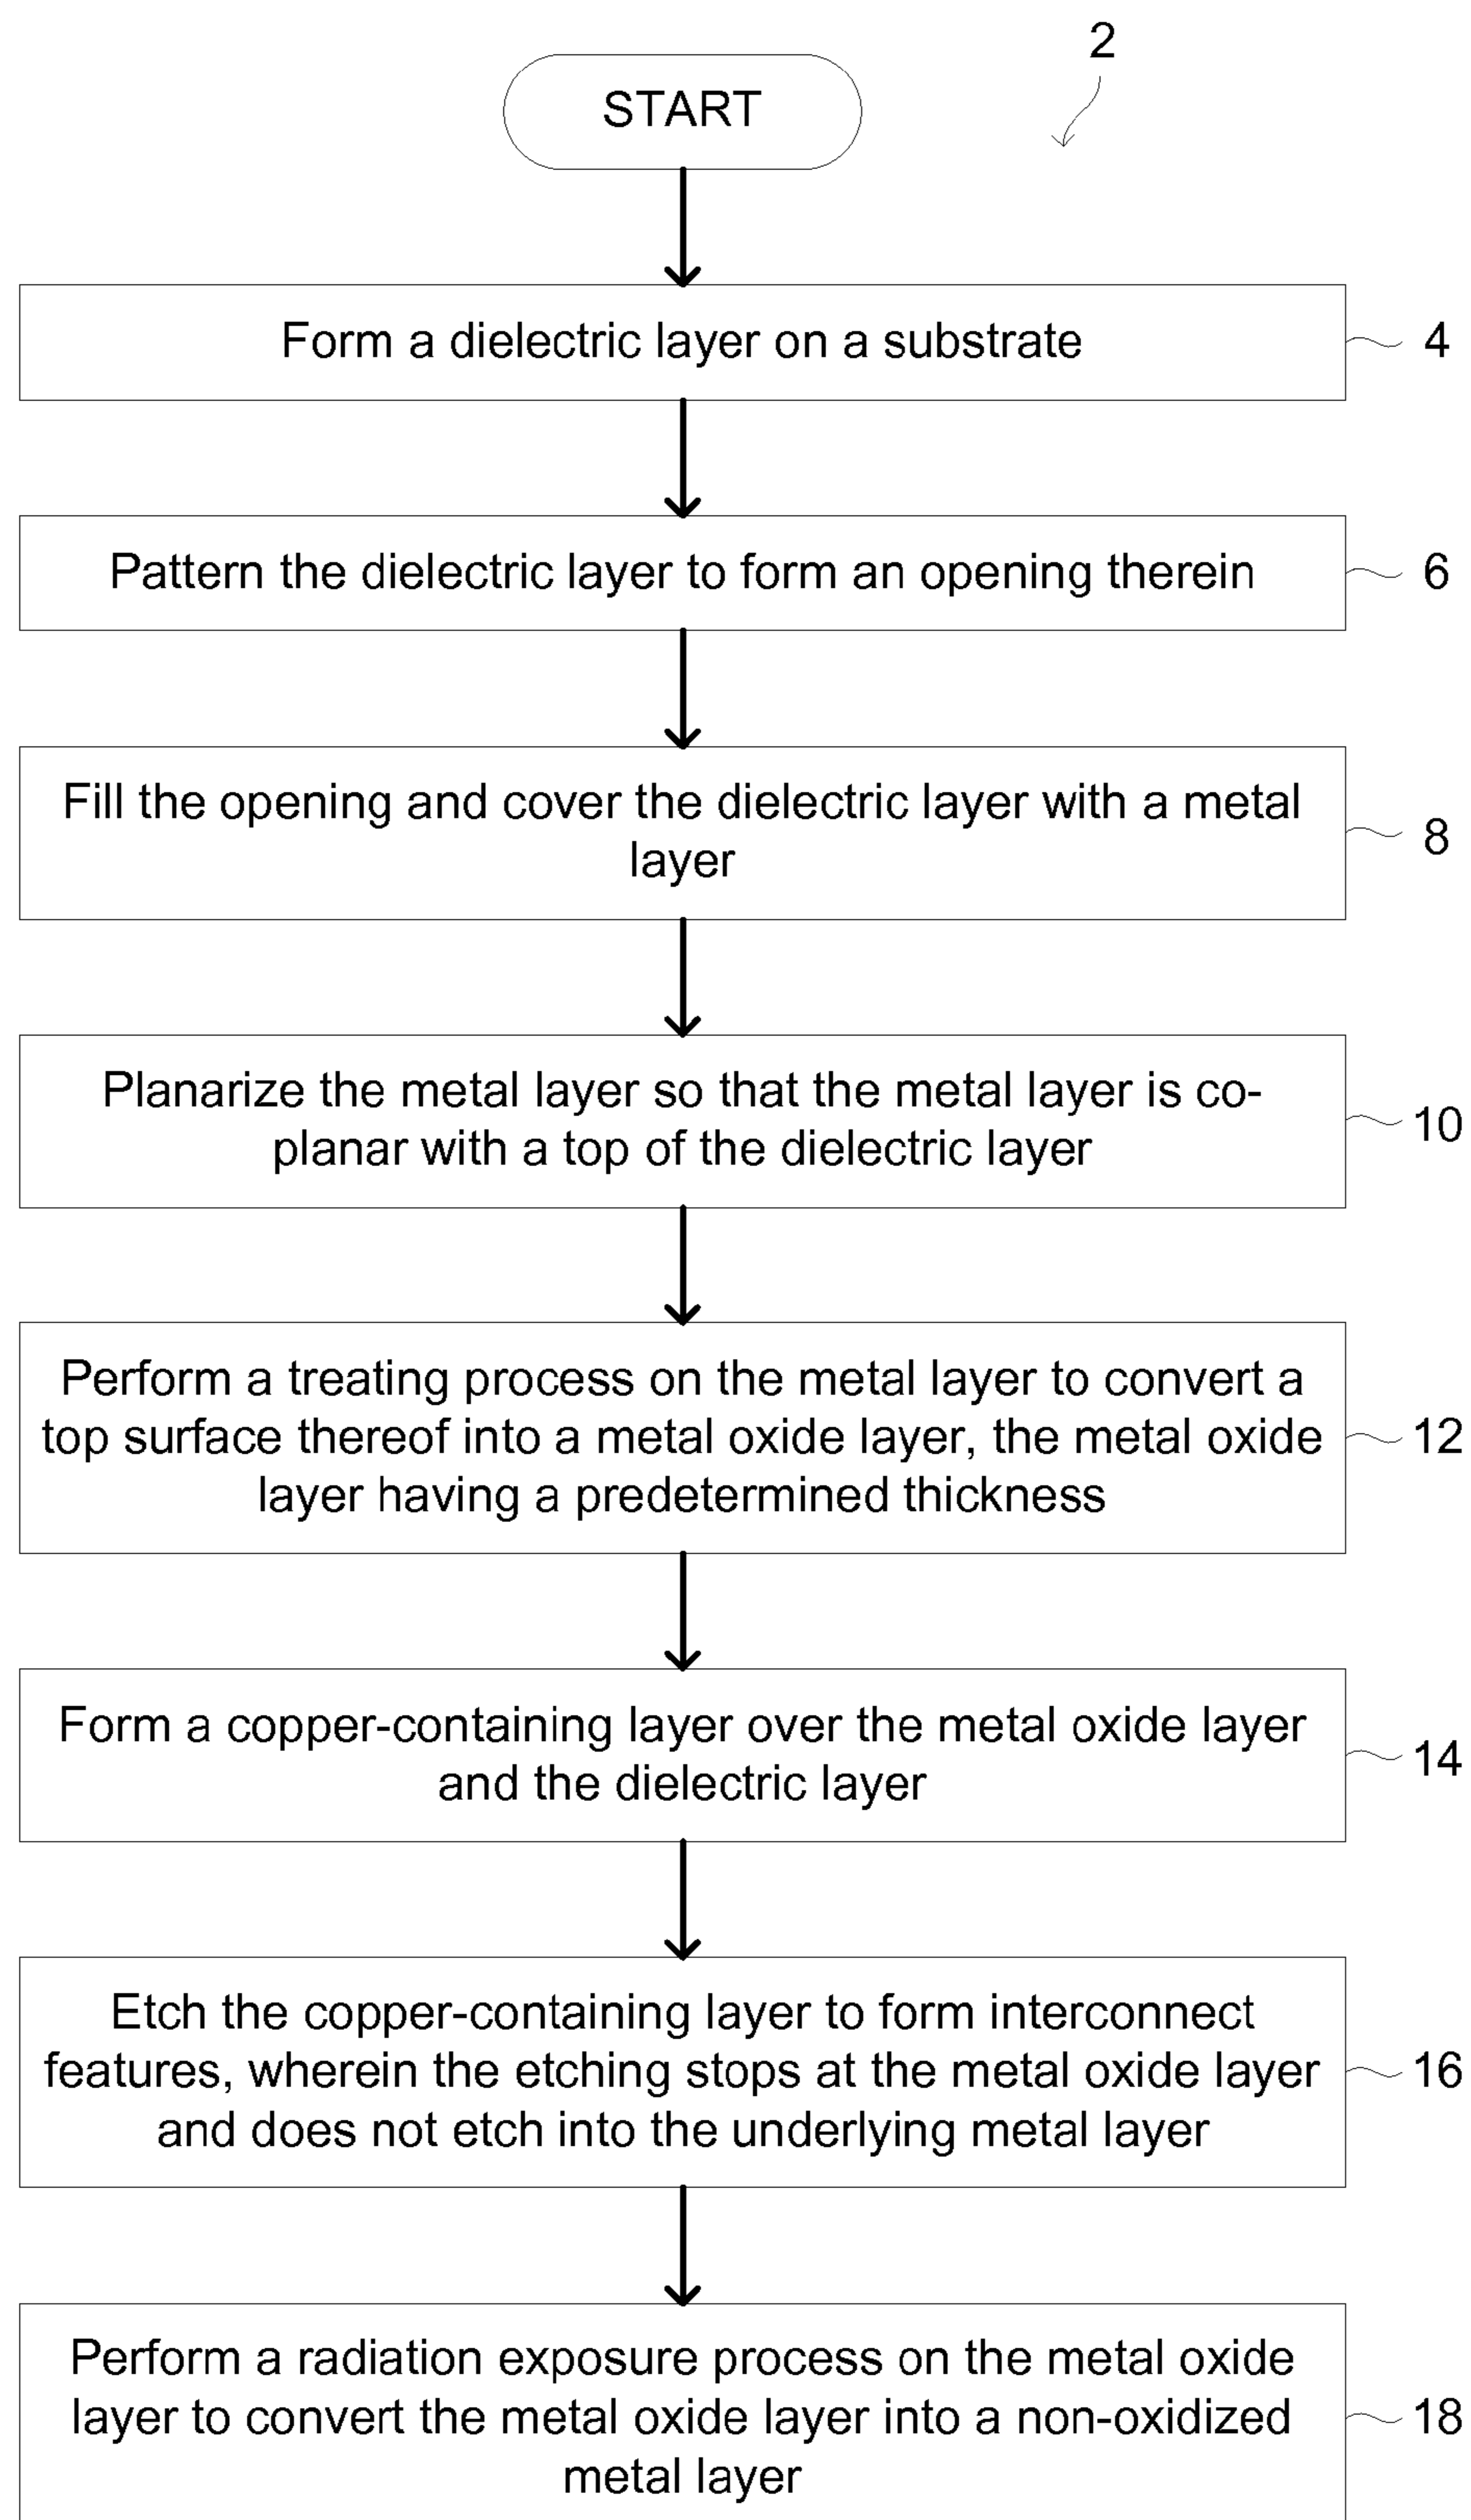 2
START
Form a dielectric layer on a substrate
4
Pattern the dielectric layer to form an opening therein
6
Fill the opening and cover the dielectric layer with a metal
layer
8
Planarize the metal layer so that the metal layer is co-
planar with a top of the dielectric layer
10
Perform a treating process on the metal layer to convert a
top surface thereof into a metal oxide layer, the metal oxide
layer having a predetermined thickness
12
Form a copper-containing layer over the metal oxide layer
and the dielectric layer
14
Etch the copper-containing layer to form interconnect
features, wherein the etching stops at the metal oxide layer
and does not etch into the underlying metal layer
16
Perform a radiation exposure process on the metal oxide
layer to convert the metal oxide layer into a non-oxidized
metal layer
18